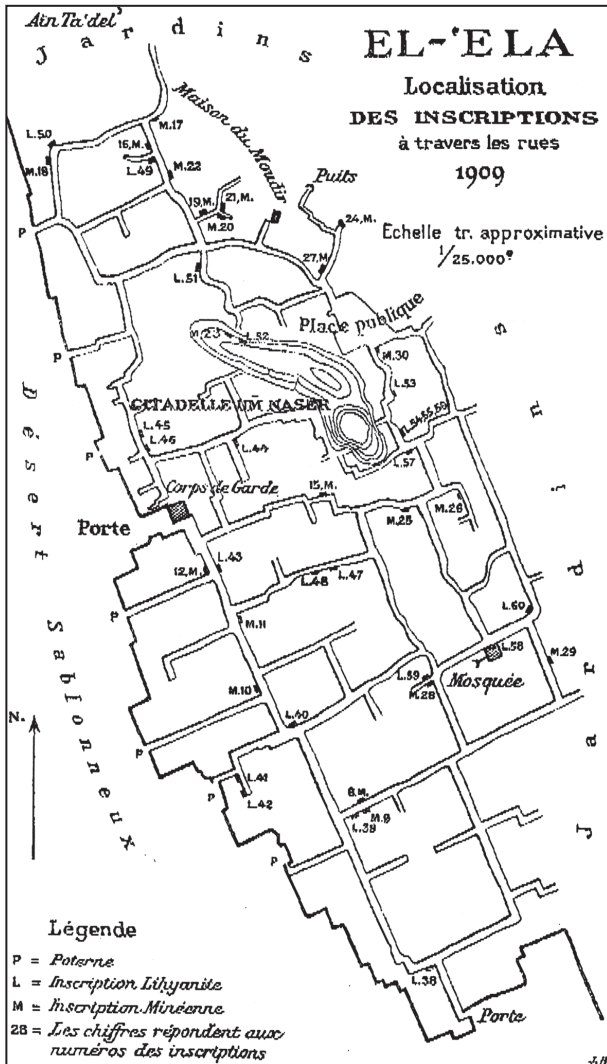 Aïn Ta'del'
Jardins
EL-'ELA
Localisation
DES INSCRIPTIONS
à travers les rues
1909
Echelle tr. approximative
1/25.000e
Maison du Moudir
Puits
M.17
L.50
16,M.
M.18
L.49
M.22
19,M.
21,M.
M.20
24,M.
27,M
P
L.51
Place publique
M.23
L.52
M.30
P
L.53
CITADELLE UM NASER
L.45
L.46
L.54,55,56
L.44
P
L.57
Corps de Garde
15,M.
Porte
M.25
M.26
L.43
12,M.
L.48
L.47
P
M.11
L.60
L.58
M.29
L.59
M.28
Mosquée
M.10
L.40
P
L.41
P
L.42
8.M.
M.9
L.39
P
L.38
Porte
Désert Sablonneux
Jardins
N.
Légende
P = Poterne
L = Inscription Lihyanite
M = Inscription Minéenne
28 = Les chiffres répondent aux
numéros des inscriptions